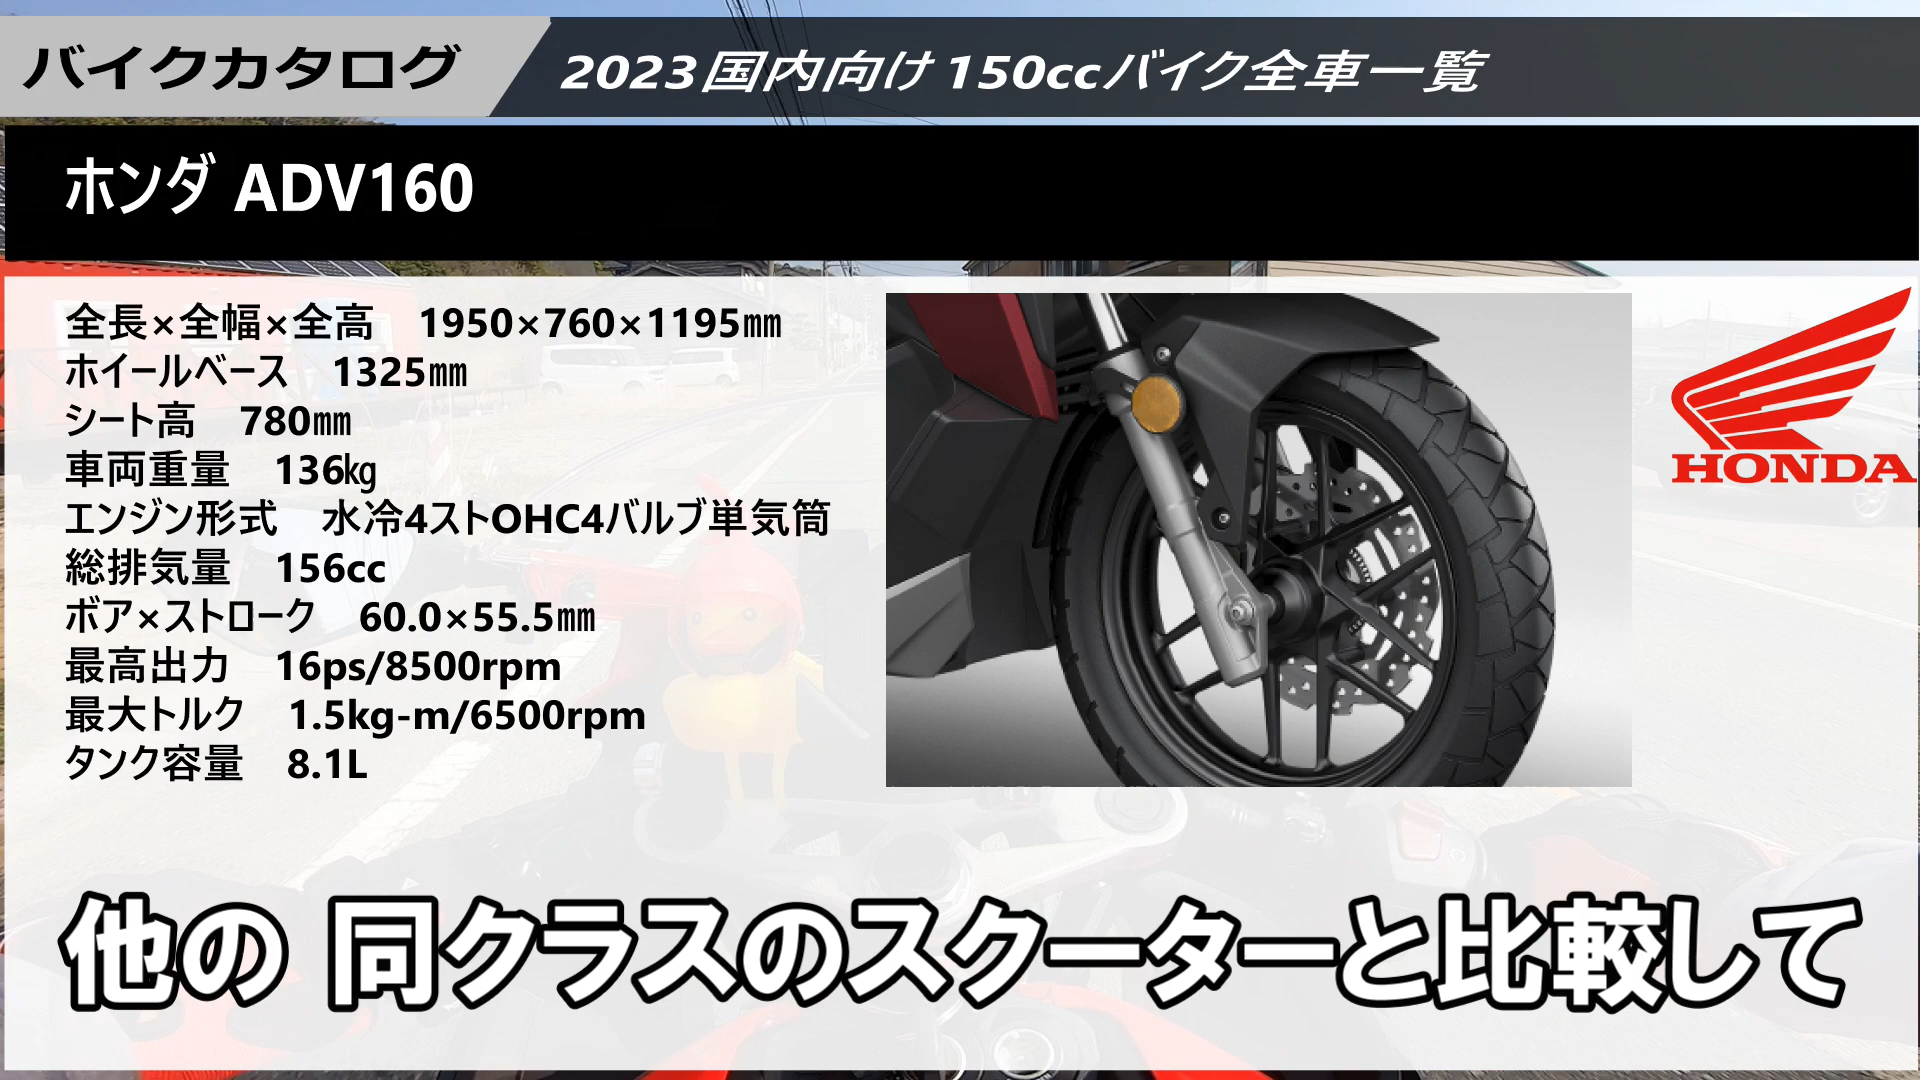 バイクカタログ
2023国内向け 150ccバイク全車一覧
ホンダ ADV160
全長×全幅×全高 1950×760×1195㎜
ホイールベース 1325㎜
シート高 780㎜
車両重量 136㎏
エンジン形式 水冷4ストOHC4バルブ単気筒
総排気量 156cc
ボア×ストローク 60.0×55.5㎜
最高出力 16ps/8500rpm
最大トルク 1.5kg-m/6500rpm
タンク容量 8.1L
HONDA
他の 同クラスのスクーターと比較して